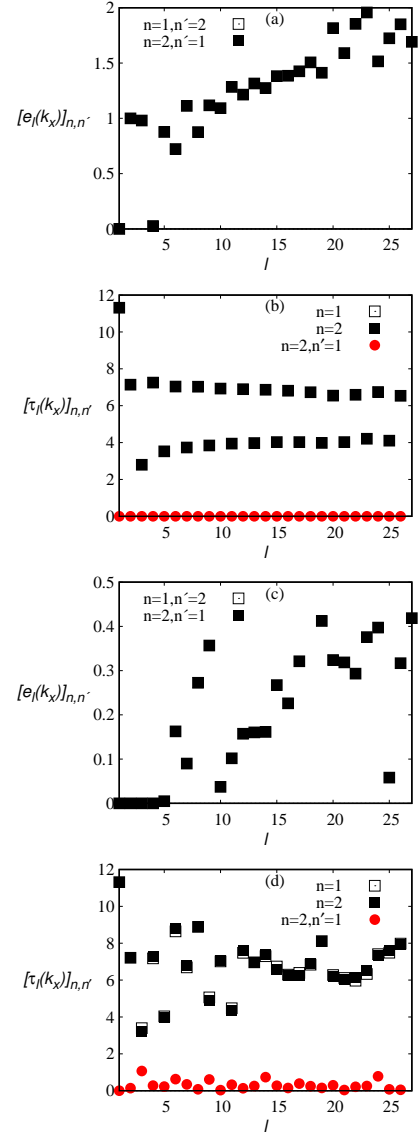 (a)
n=1,n′=2
n=2,n′=1
2
1.5
1
0.5
0
[e_l(k_x)]_{n,n′}
5 10 15 20 25
l
(b)
n=1
n=2
n=2,n′=1
12
10
8
6
4
2
0
[τ_l(k_x)]_{n,n′}
5 10 15 20 25
l
(c)
n=1,n′=2
n=2,n′=1
0.5
0.4
0.3
0.2
0.1
0
[e_l(k_x)]_{n,n′}
5 10 15 20 25
l
(d)
n=1
n=2
n=2,n′=1
12
10
8
6
4
2
0
[τ_l(k_x)]_{n,n′}
5 10 15 20 25
l